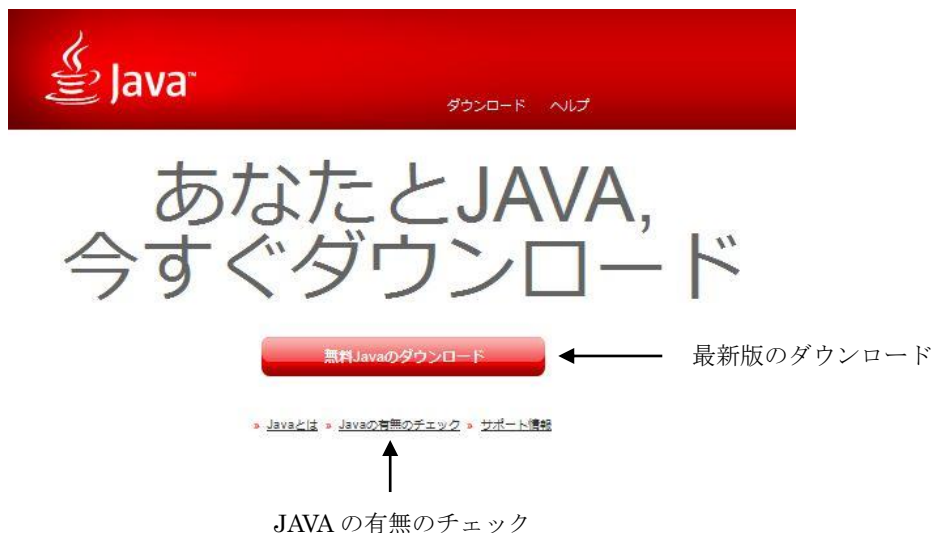 Java™
ダウンロード ヘルプ
あなたとJAVA,
今すぐダウンロード
無料Javaのダウンロード
最新版のダウンロード
» Javaとは » Javaの有無のチェック » サポート情報
JAVA の有無のチェック